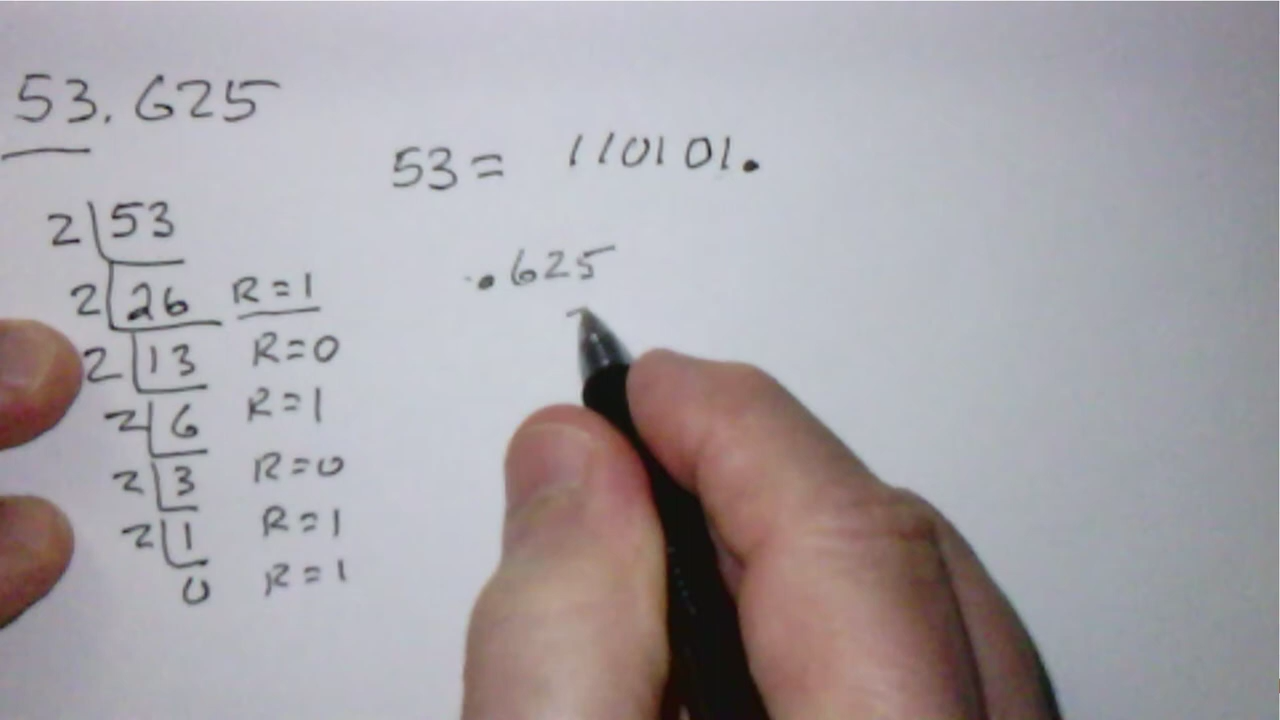 53.625
53 = 110101.
.625
2 53
2 26 R=1
2 13 R=0
2 6 R=1
2 3 R=0
2 1 R=1
0 R=1